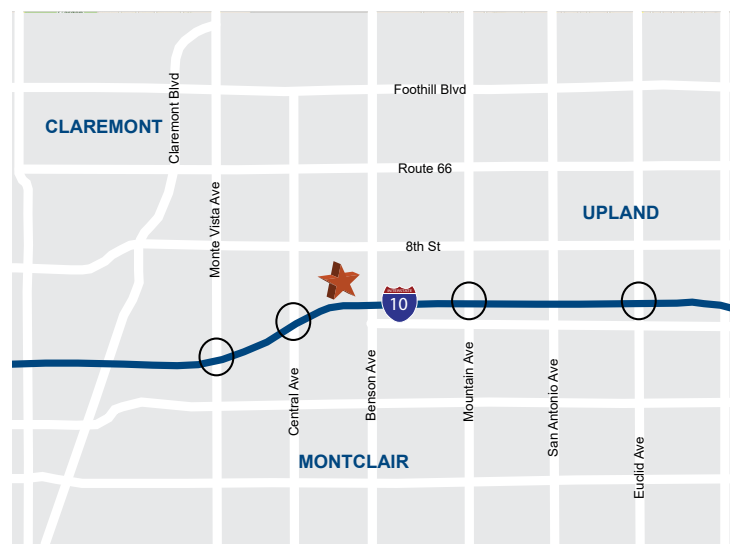 Foothill Blvd
CLAREMONT
Claremont Blvd
Route 66
UPLAND
Monte Vista Ave
8th St
INTERSTATE
10
Central Ave
Benson Ave
Mountain Ave
San Antonio Ave
Euclid Ave
MONTCLAIR